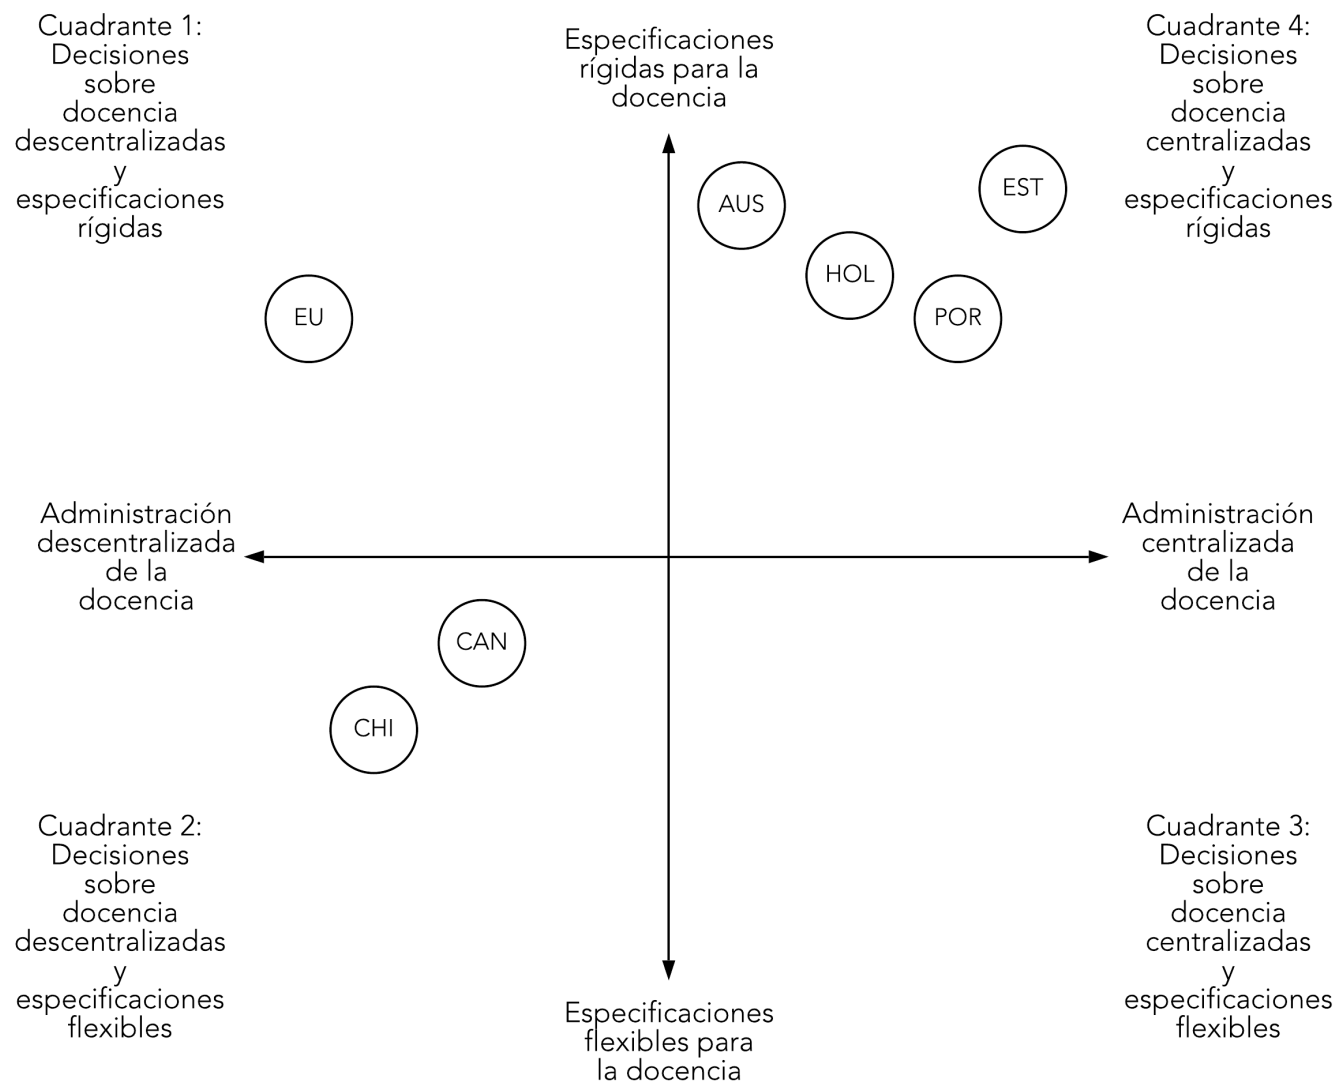 Cuadrante 1:
Decisiones
sobre
docencia
descentralizadas
y
especificaciones
rígidas
Especificaciones
rígidas para la
docencia
Cuadrante 4:
Decisiones
sobre
docencia
centralizadas
y
especificaciones
rígidas
EST
AUS
HOL
POR
EU
Administración
descentralizada
de la
docencia
Administración
centralizada
de la
docencia
CAN
CHI
Cuadrante 2:
Decisiones
sobre
docencia
descentralizadas
y
especificaciones
flexibles
Especificaciones
flexibles para
la docencia
Cuadrante 3:
Decisiones
sobre
docencia
centralizadas
y
especificaciones
flexibles